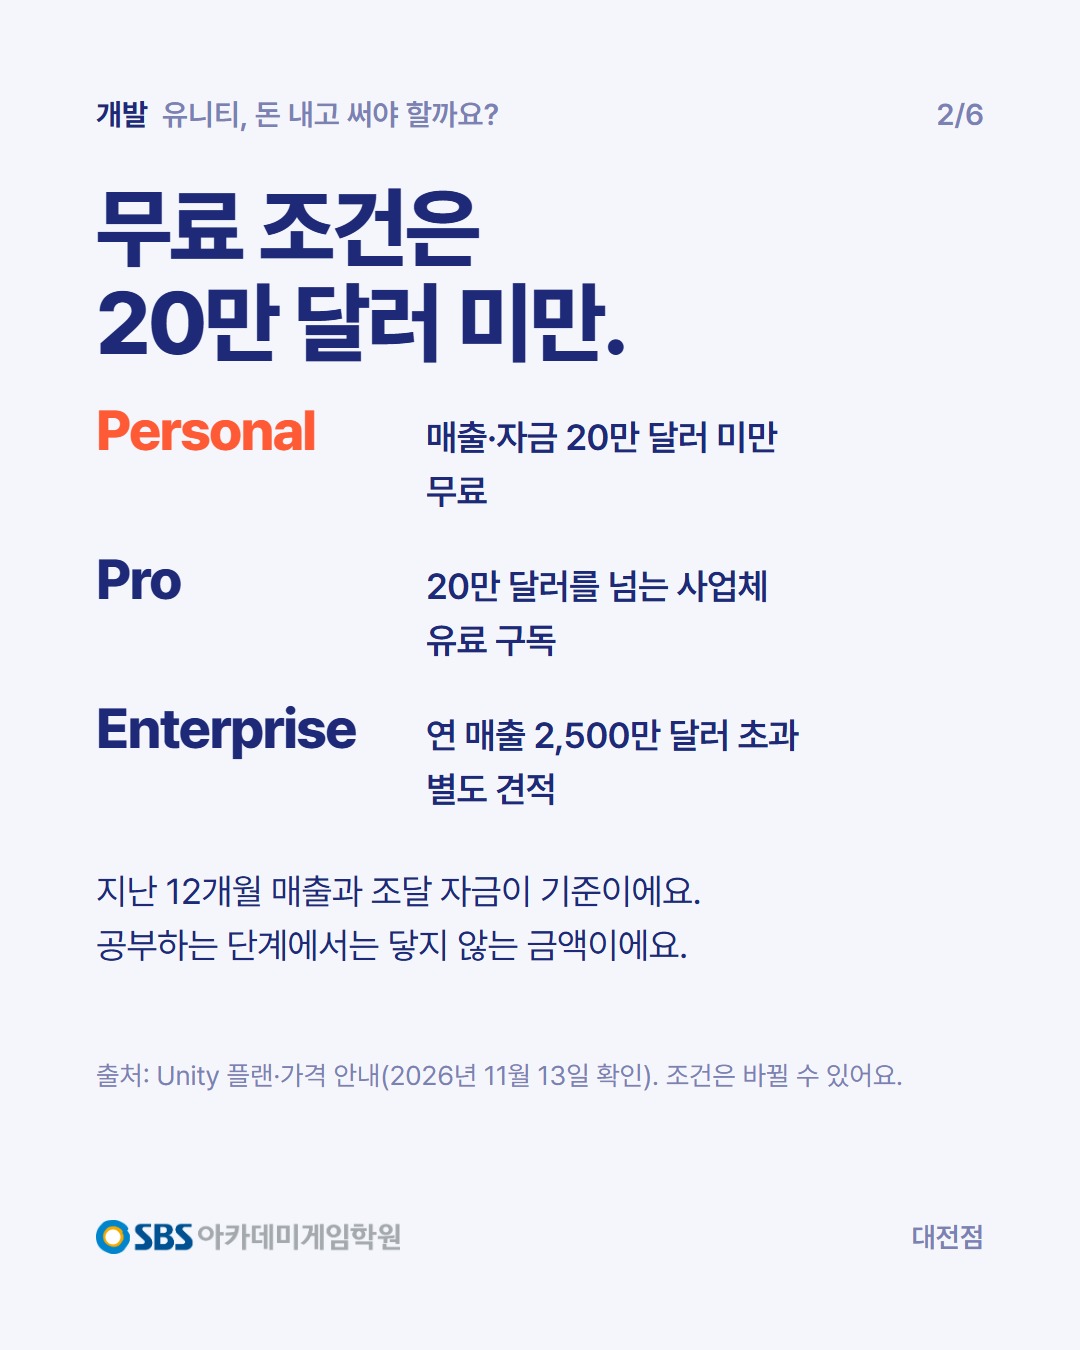 개발 유니티, 돈 내고 써야 할까요?
2/6
무료 조건은
20만 달러 미만.
Personal
매출·자금 20만 달러 미만
무료
Pro
20만 달러를 넘는 사업체
유료 구독
Enterprise
연 매출 2,500만 달러 초과
별도 견적
지난 12개월 매출과 조달 자금이 기준이에요.
공부하는 단계에서는 닿지 않는 금액이에요.
출처: Unity 플랜·가격 안내(2026년 11월 13일 확인). 조건은 바뀔 수 있어요.
SBS 아카데미게임학원
대전점